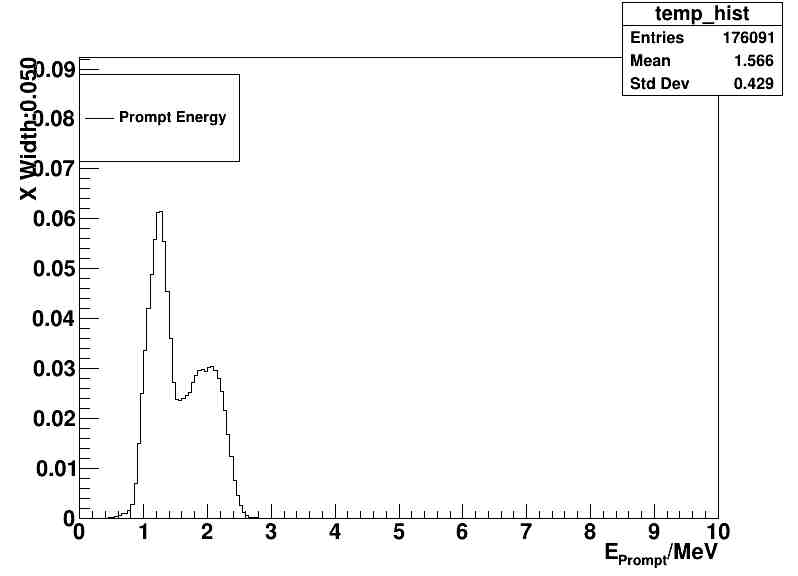 temp_hist
Entries 176091
Mean 1.566
Std Dev 0.429
X Width:0.050
0.09
0.08
0.07
0.06
0.05
0.04
0.03
0.02
0.01
0
Prompt Energy
0 1 2 3 4 5 6 7 8 9 10
E_Prompt/MeV